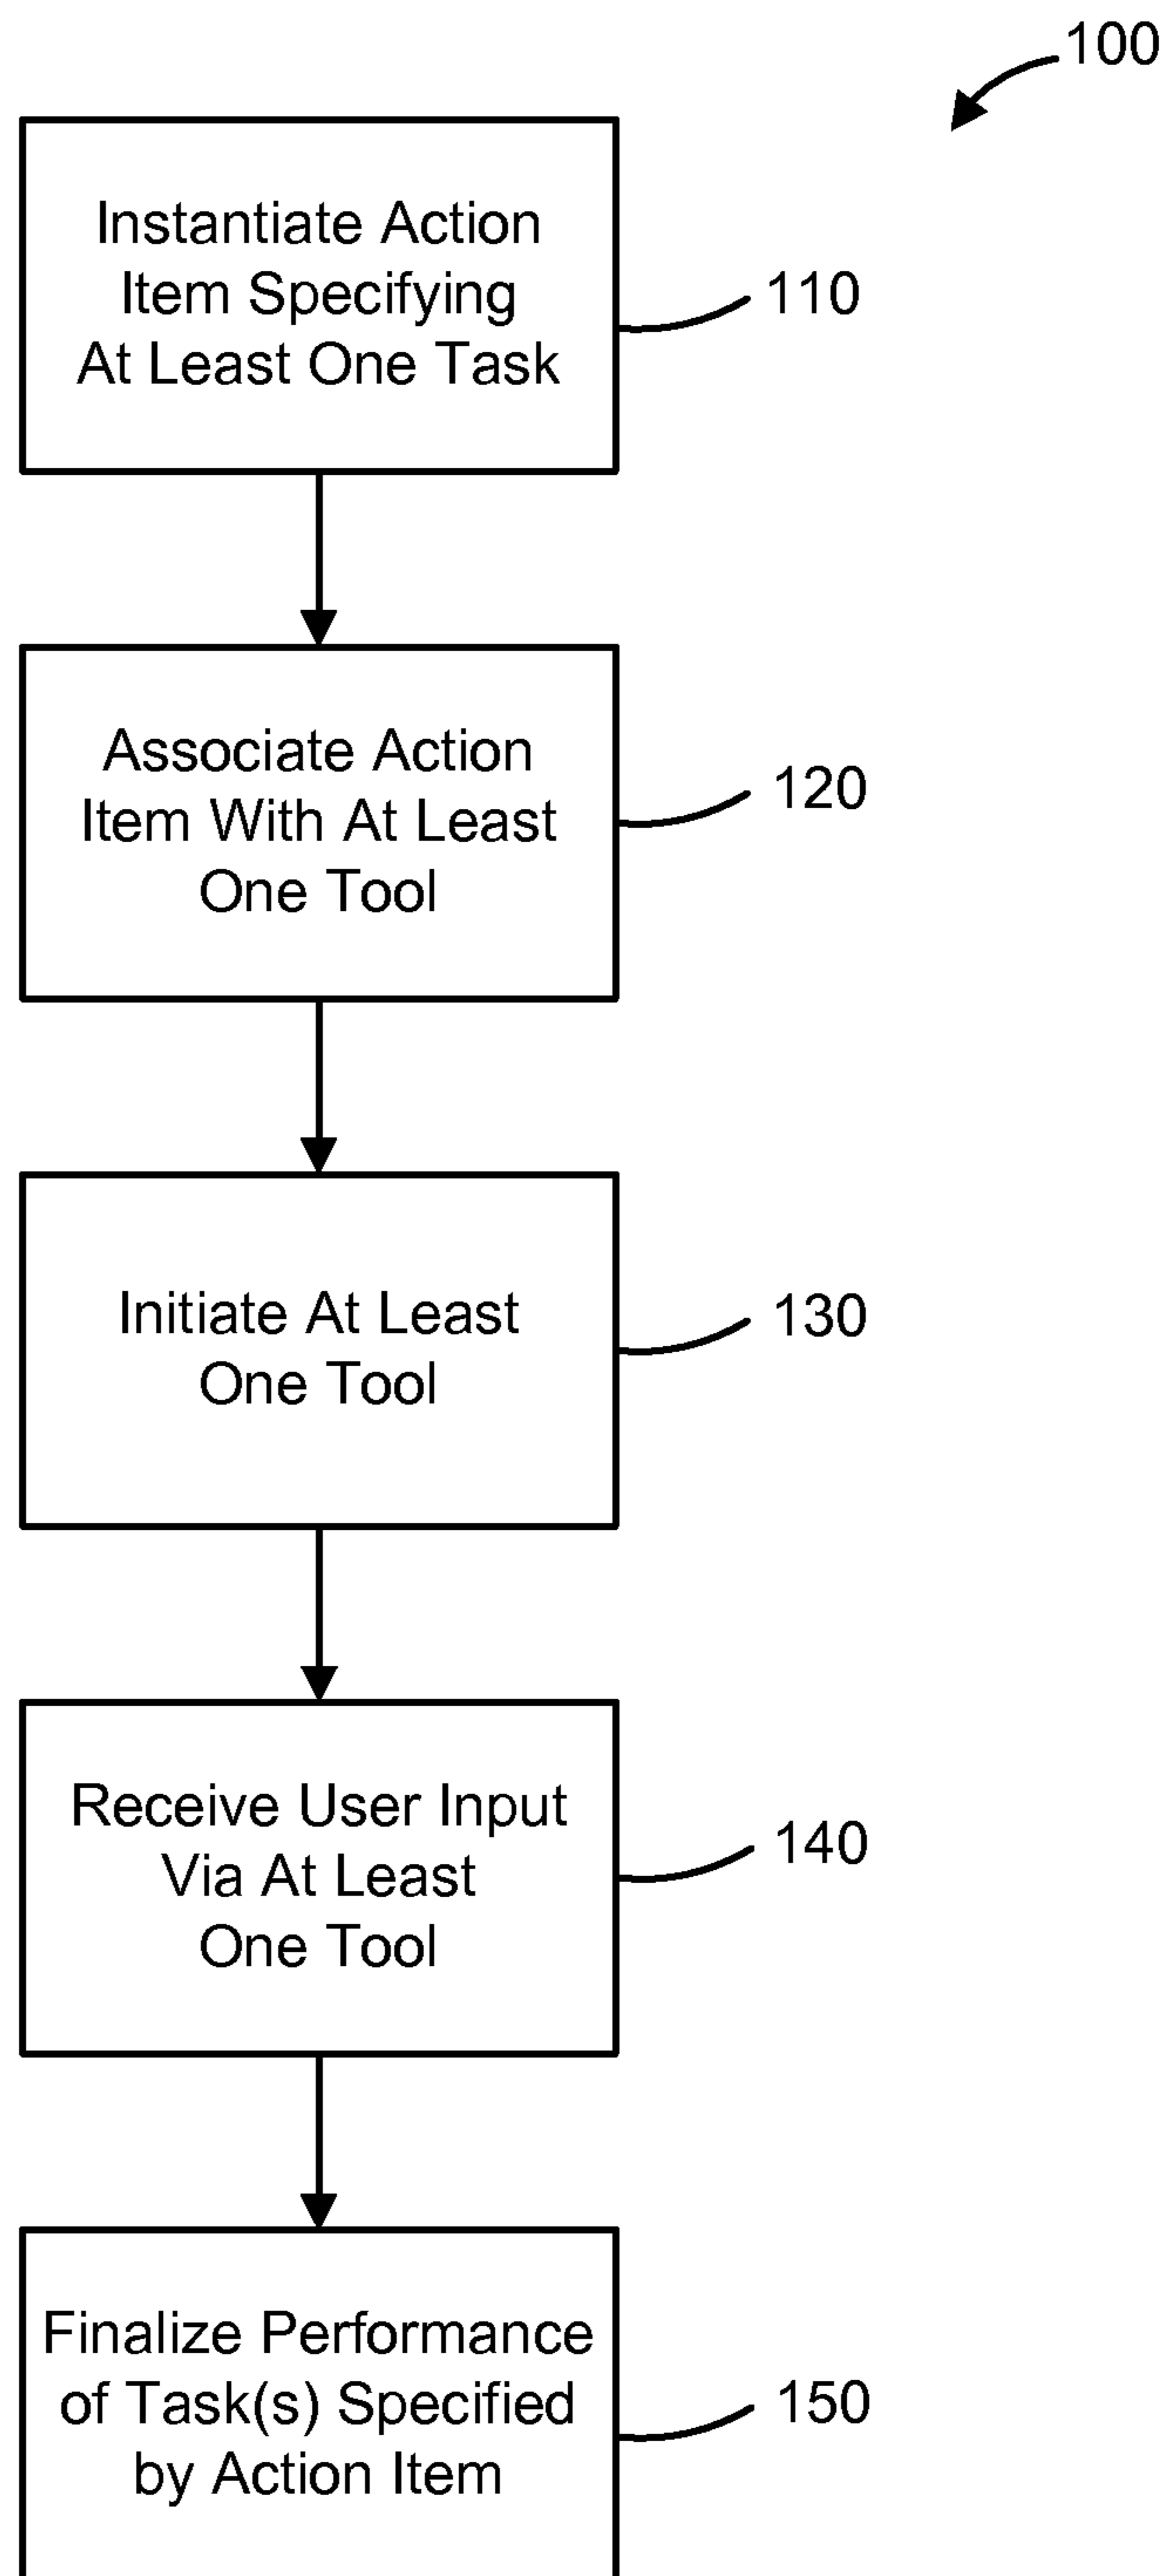 100
Instantiate Action
Item Specifying
At Least One Task
110
Associate Action
Item With At Least
One Tool
120
Initiate At Least
One Tool
130
Receive User Input
Via At Least
One Tool
140
Finalize Performance
of Task(s) Specified
by Action Item
150